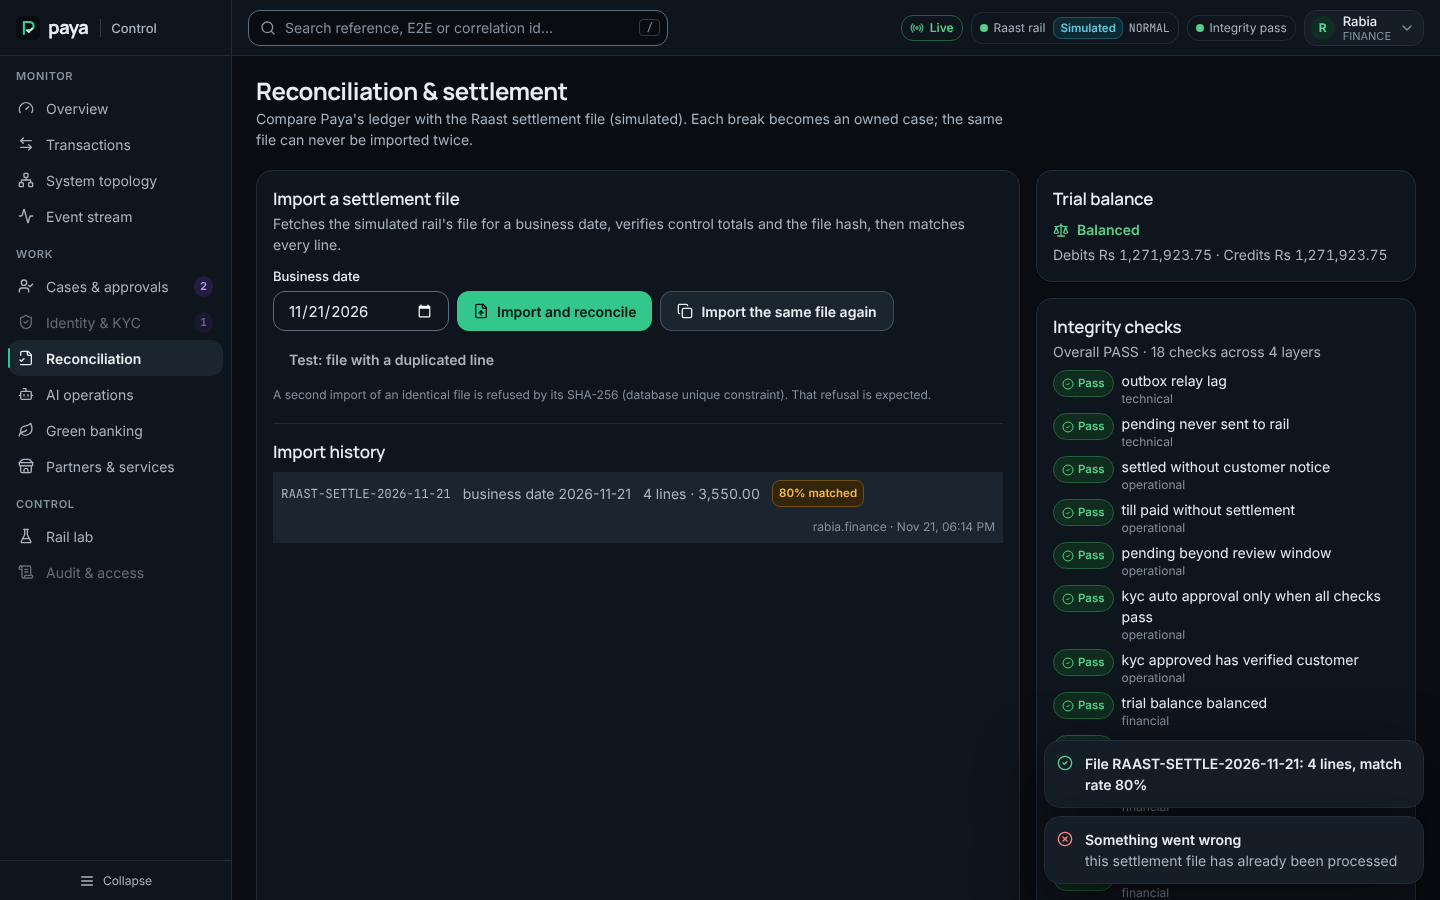 paya
Control
Search reference, E2E or correlation id...
/
Live
Raast rail
Simulated
NORMAL
Integrity pass
R
Rabia
FINANCE
MONITOR
Overview
Transactions
System topology
Event stream
WORK
Cases & approvals
2
Identity & KYC
1
Reconciliation
AI operations
Green banking
Partners & services
CONTROL
Rail lab
Audit & access
Collapse
Reconciliation & settlement
Compare Paya's ledger with the Raast settlement file (simulated). Each break becomes an owned case; the same
file can never be imported twice.
Import a settlement file
Fetches the simulated rail's file for a business date, verifies control totals and the file hash, then matches
every line.
Business date
11/21/2026
Import and reconcile
Import the same file again
Test: file with a duplicated line
A second import of an identical file is refused by its SHA-256 (database unique constraint). That refusal is expected.
Import history
RAAST-SETTLE-2026-11-21
business date 2026-11-21
4 lines · 3,550.00
80% matched
rabia.finance · Nov 21, 06:14 PM
Trial balance
Balanced
Debits Rs 1,271,923.75 · Credits Rs 1,271,923.75
Integrity checks
Overall PASS · 18 checks across 4 layers
Pass
outbox relay lag
technical
Pass
pending never sent to rail
technical
Pass
settled without customer notice
operational
Pass
till paid without settlement
operational
Pass
pending beyond review window
operational
Pass
kyc auto approval only when all checks
pass
operational
Pass
kyc approved has verified customer
operational
Pass
trial balance balanced
financial
File RAAST-SETTLE-2026-11-21: 4 lines, match
rate 80%
financial
Something went wrong
this settlement file has already been processed
financial